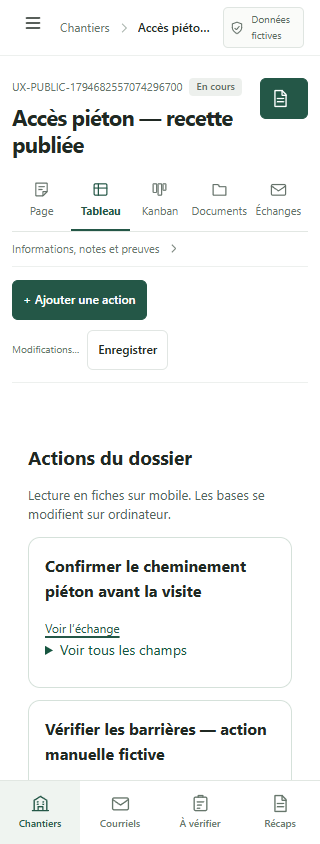 Chantiers
Accès piéto...
Données
fictives
UX-PUBLIC-1794682557074296700
En cours
Accès piéton — recette
publiée
Page
Tableau
Kanban
Documents
Échanges
Informations, notes et preuves
+ Ajouter une action
Modifications...
Enregistrer
Actions du dossier
Lecture en fiches sur mobile. Les bases se
modifient sur ordinateur.
Confirmer le cheminement
piéton avant la visite
Voir l'échange
Voir tous les champs
Vérifier les barrières — action
manuelle fictive
Chantiers
Courriels
À vérifier
Récaps